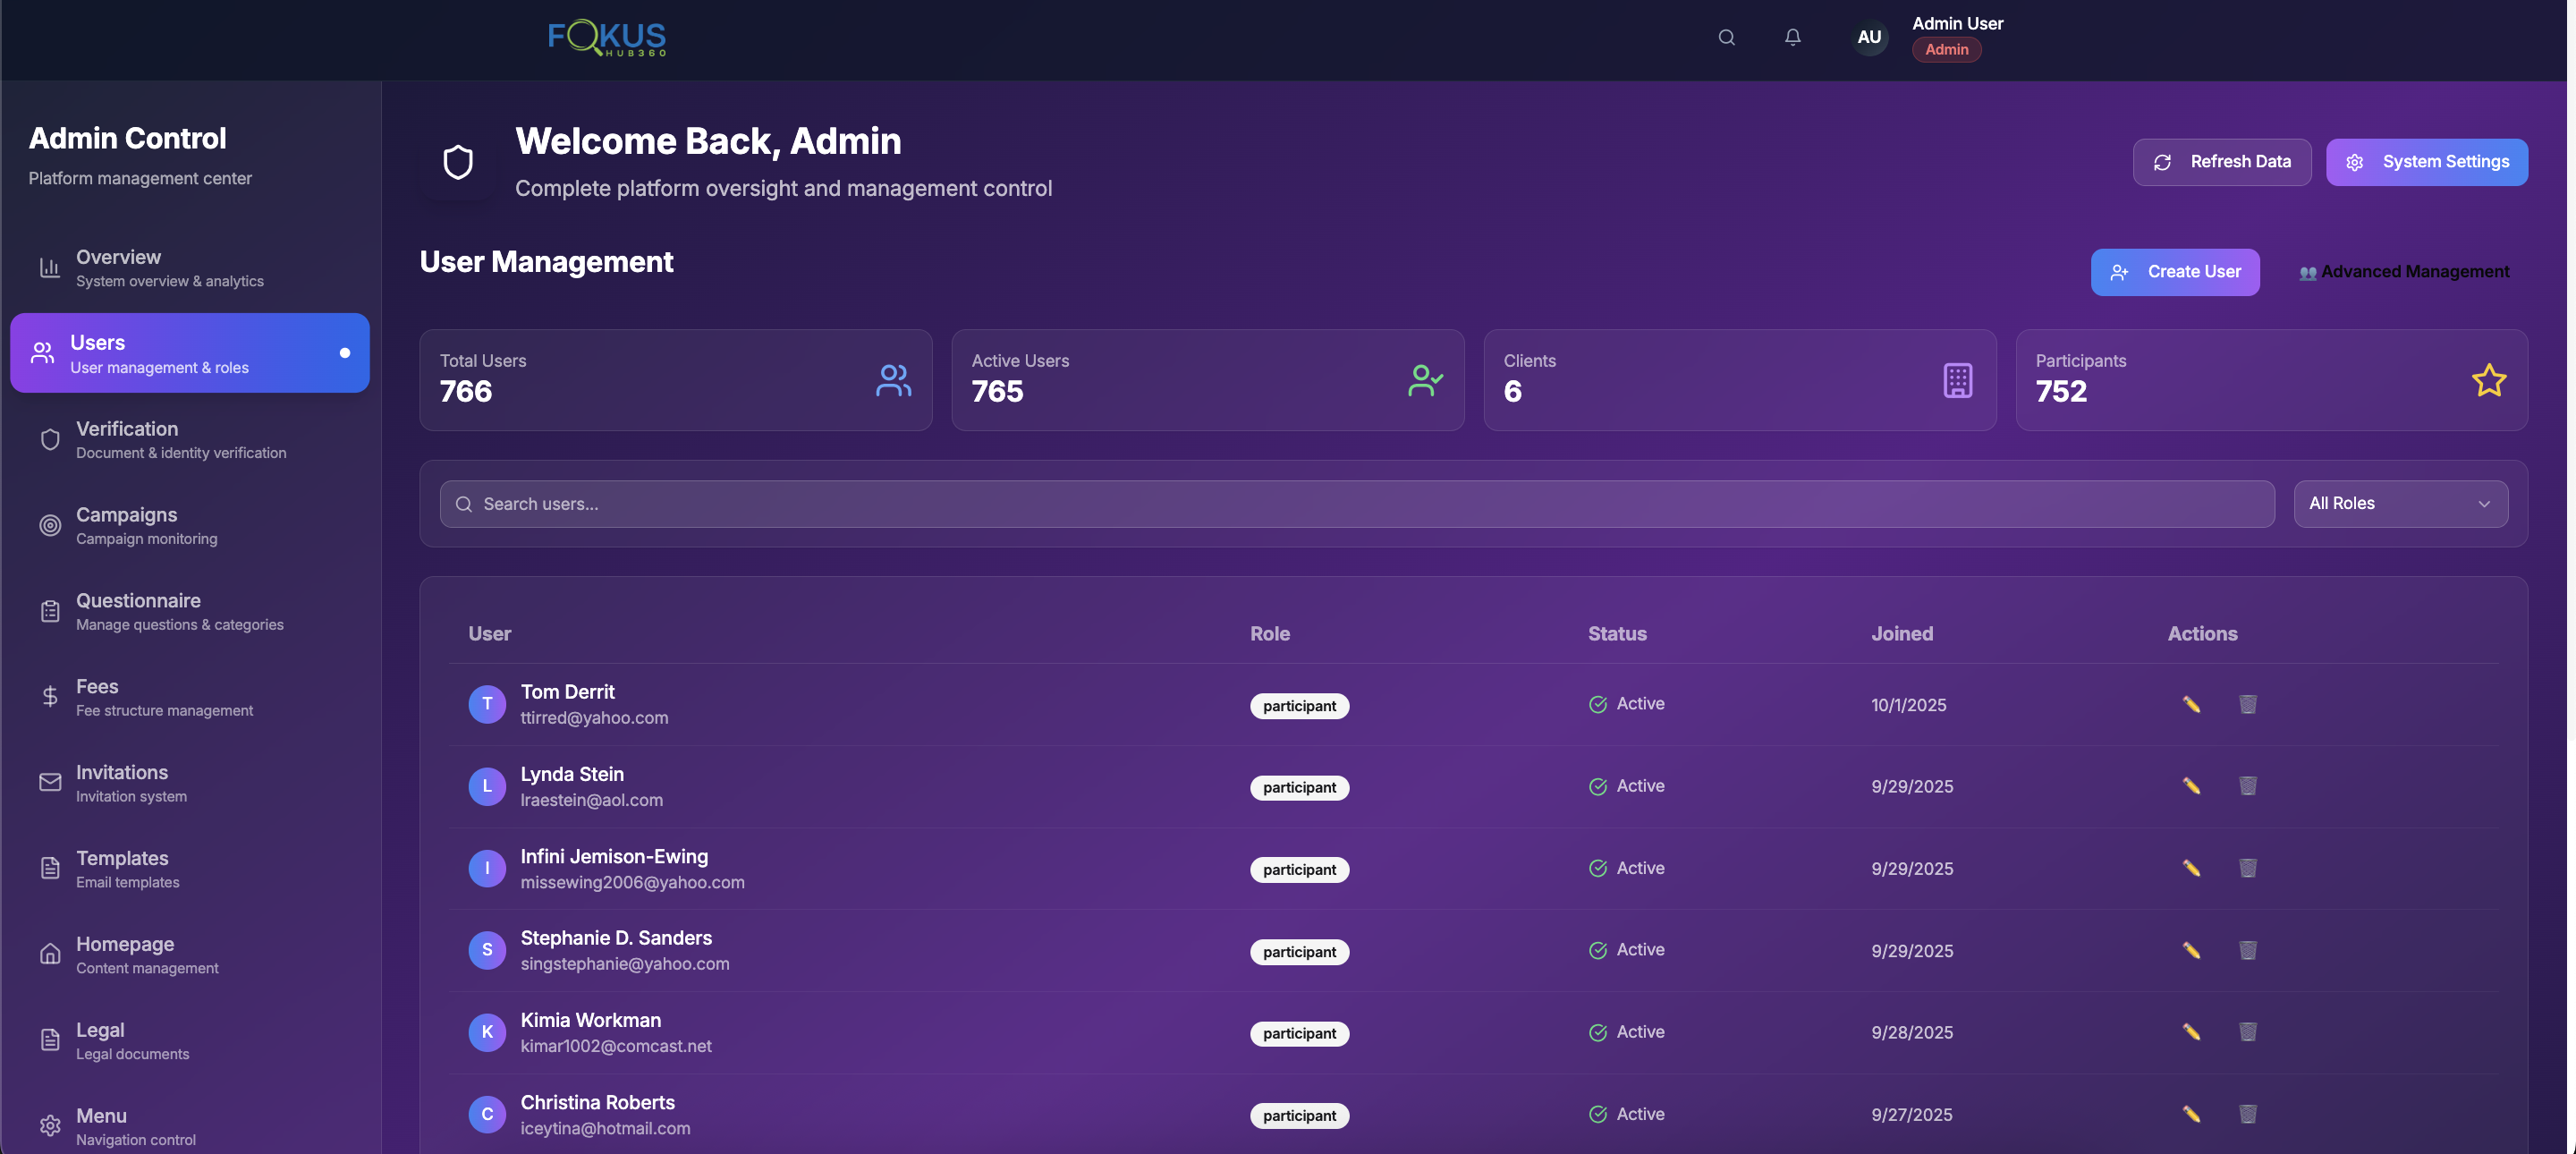 FOKUS
HUB360
AU
Admin User
Admin
Admin Control
Platform management center
Overview
System overview & analytics
Users
User management & roles
Verification
Document & identity verification
Campaigns
Campaign monitoring
Questionnaire
Manage questions & categories
Fees
Fee structure management
Invitations
Invitation system
Templates
Email templates
Homepage
Content management
Legal
Legal documents
Menu
Navigation control
Welcome Back, Admin
Complete platform oversight and management control
Refresh Data
System Settings
User Management
Create User
Advanced Management
Total Users
766
Active Users
765
Clients
6
Participants
752
Search users...
All Roles
User Role Status Joined Actions
T
Tom Derrit
ttirred@yahoo.com
participant
Active
10/1/2025
L
Lynda Stein
lraestein@aol.com
participant
Active
9/29/2025
I
Infini Jemison-Ewing
missewing2006@yahoo.com
participant
Active
9/29/2025
S
Stephanie D. Sanders
singstephanie@yahoo.com
participant
Active
9/29/2025
K
Kimia Workman
kimar1002@comcast.net
participant
Active
9/28/2025
C
Christina Roberts
iceytina@hotmail.com
participant
Active
9/27/2025